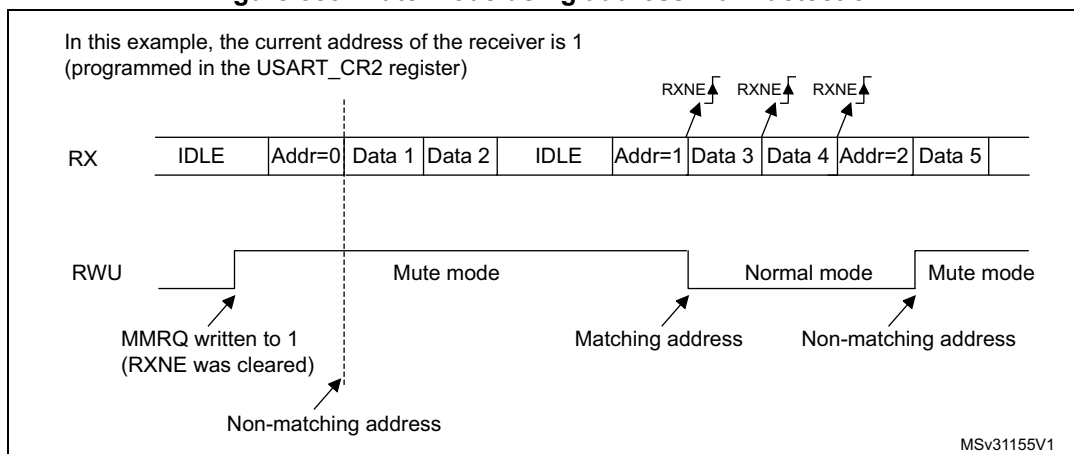 In this example, the current address of the receiver is 1
(programmed in the USART_CR2 register)
RXNE RXNE RXNE
RX IDLE Addr=0 Data 1 Data 2 IDLE Addr=1 Data 3 Data 4 Addr=2 Data 5
RWU Mute mode Normal mode Mute mode
MMRQ written to 1 Matching address Non-matching address
(RXNE was cleared)
Non-matching address
MSv31155V1